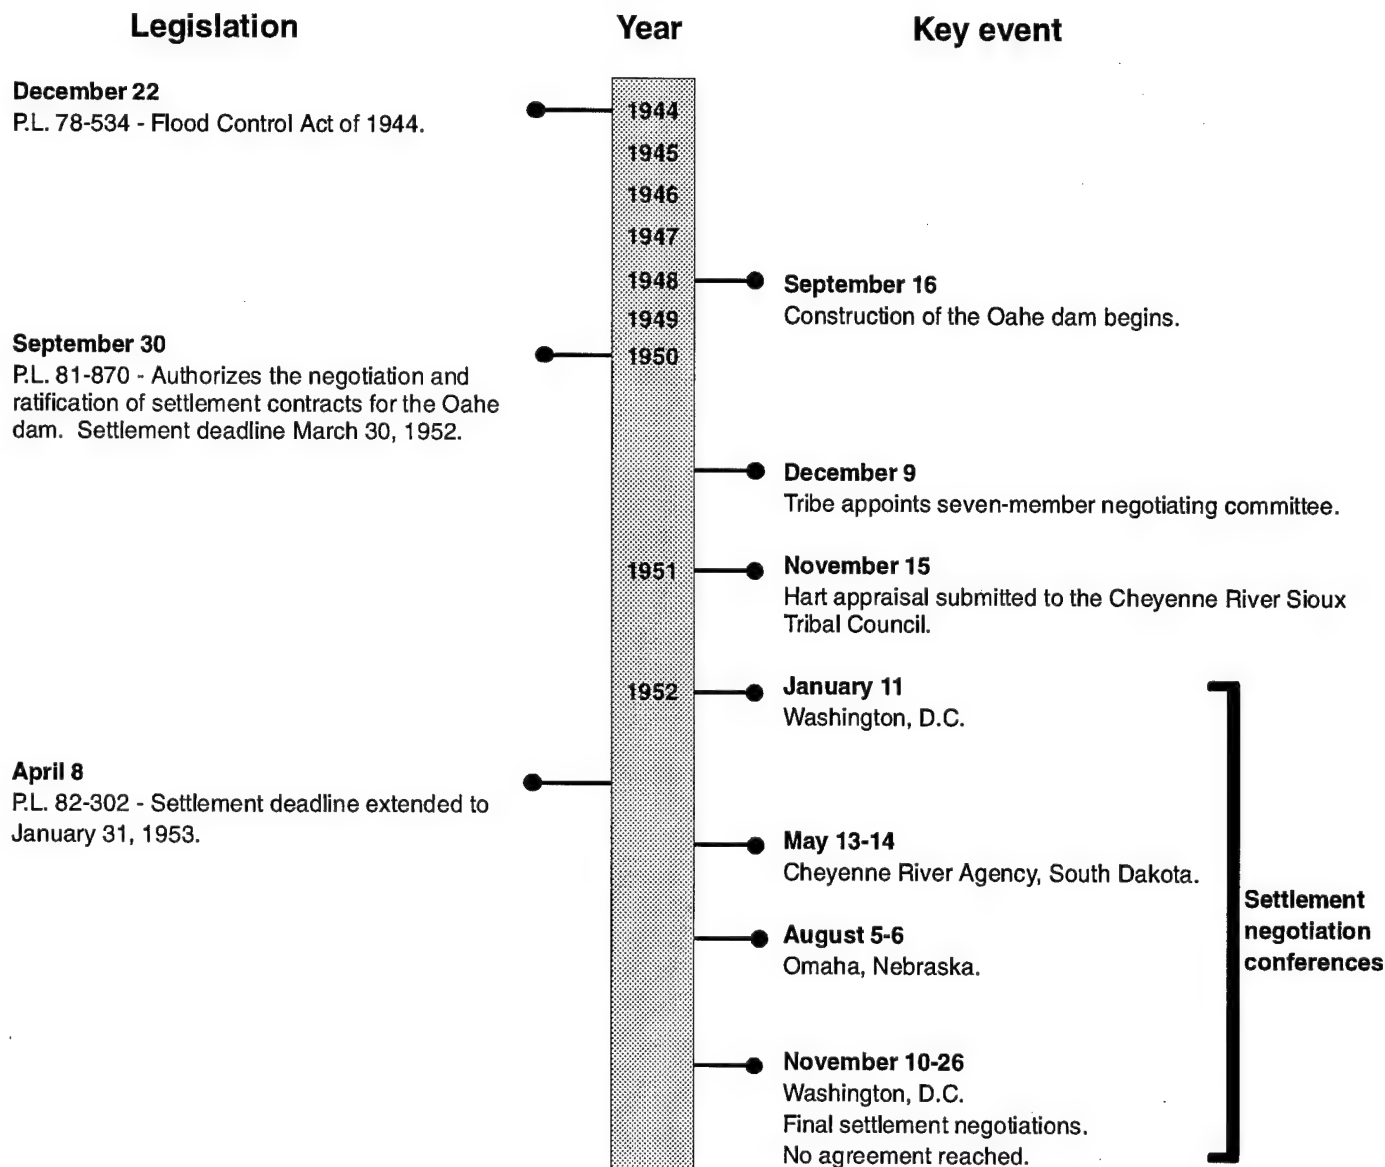 Legislation
Year
Key event
December 22
P.L. 78-534 - Flood Control Act of 1944.
1944
1945
1946
1947
1948
September 16
Construction of the Oahe dam begins.
1949
September 30
P.L. 81-870 - Authorizes the negotiation and
ratification of settlement contracts for the Oahe
dam. Settlement deadline March 30, 1952.
1950
December 9
Tribe appoints seven-member negotiating committee.
1951
November 15
Hart appraisal submitted to the Cheyenne River Sioux
Tribal Council.
1952
January 11
Washington, D.C.
April 8
P.L. 82-302 - Settlement deadline extended to
January 31, 1953.
May 13-14
Cheyenne River Agency, South Dakota.
August 5-6
Omaha, Nebraska.
Settlement
negotiation
conferences
November 10-26
Washington, D.C.
Final settlement negotiations.
No agreement reached.